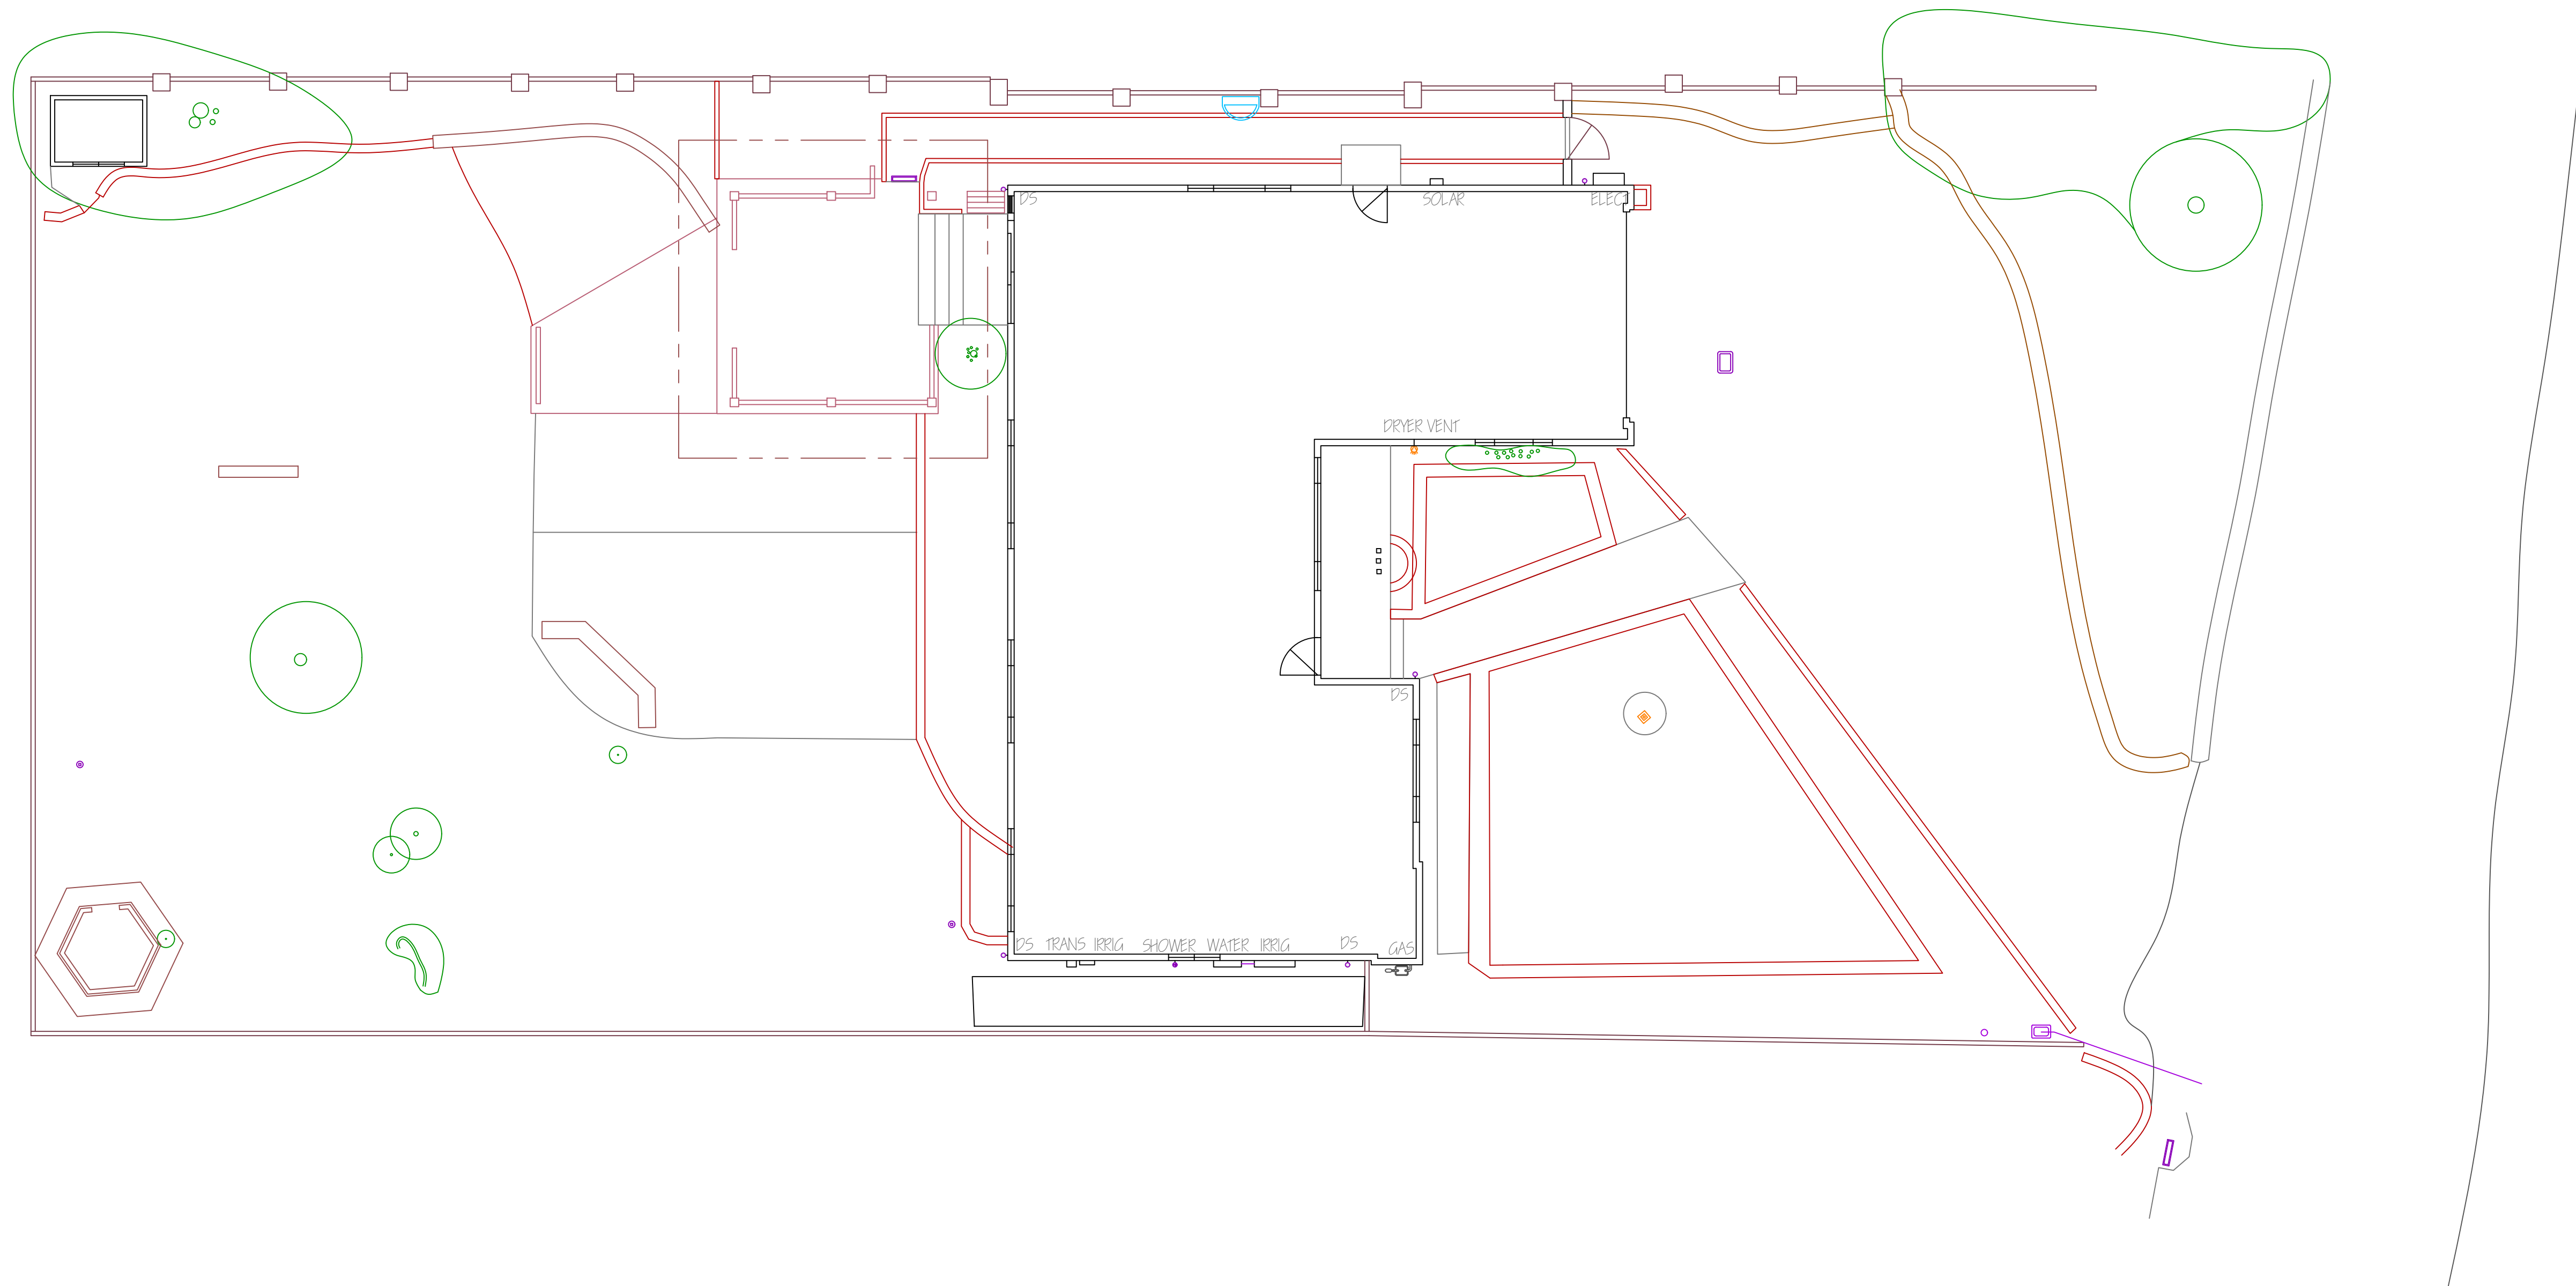 DS
SOLAR
ELEC
DRYER VENT
DS
DS TRANS IRRIG SHOWER WATER IRRIG DS GAS